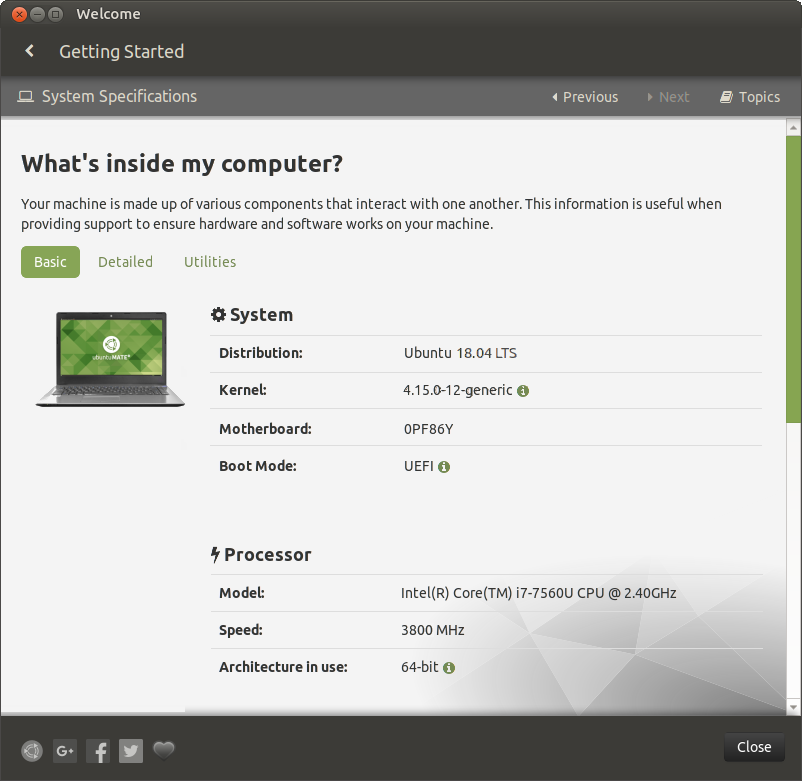 Welcome
Getting Started
System Specifications
Previous
Next
Topics
What's inside my computer?
Your machine is made up of various components that interact with one another. This information is useful when
providing support to ensure hardware and software works on your machine.
Basic
Detailed
Utilities
ubuntuMATE
System
Distribution: Ubuntu 18.04 LTS
Kernel: 4.15.0-12-generic
Motherboard: 0PF86Y
Boot Mode: UEFI
Processor
Model: Intel(R) Core(TM) i7-7560U CPU @ 2.40GHz
Speed: 3800 MHz
Architecture in use: 64-bit
G+
Close